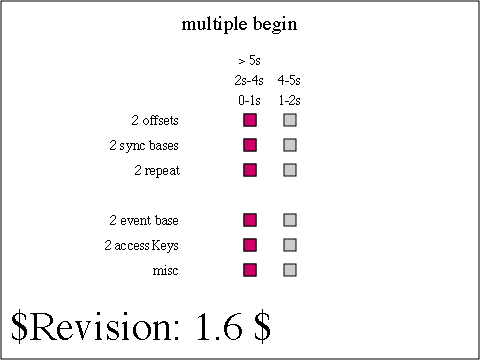 multiple begin
> 5s
2s-4s 4-5s
0-1s 1-2s
2 offsets
2 sync bases
2 repeat
2 event base
2 accessKeys
misc
$Revision: 1.6 $